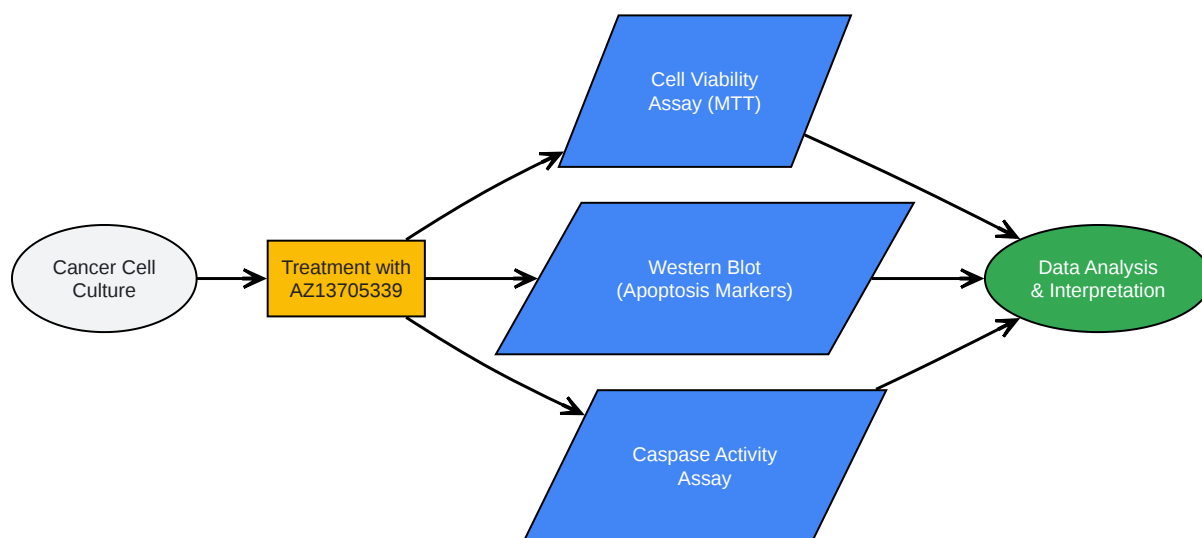 Cancer Cell
Culture
Treatment with
AZ13705339
Cell Viability
Assay (MTT)
Western Blot
(Apoptosis Markers)
Caspase Activity
Assay
Data Analysis
& Interpretation